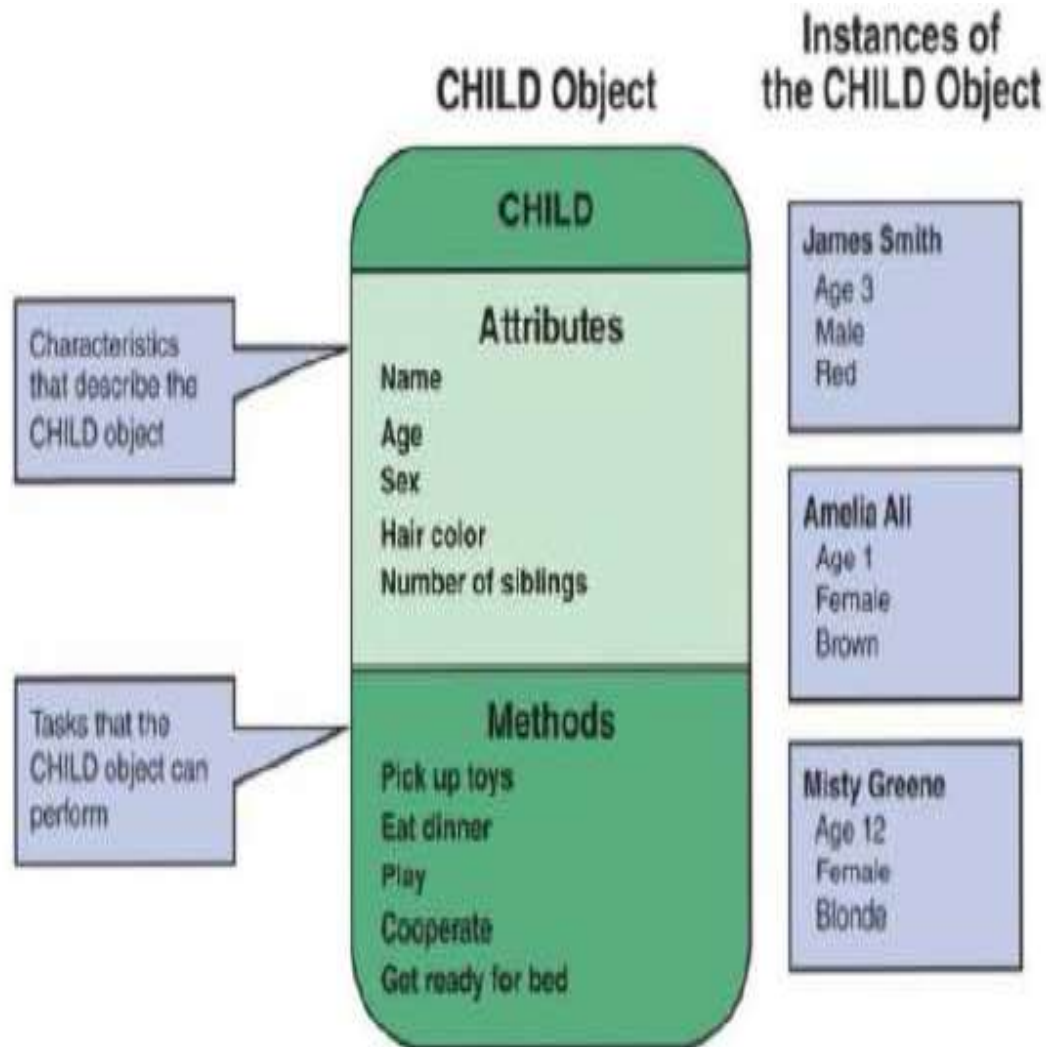 CHILD Object
Instances of
the CHILD Object
CHILD
Attributes
Name
Age
Sex
Hair color
Number of siblings
Methods
Pick up toys
Eat dinner
Play
Cooperate
Get ready for bed
Characteristics
that describe the
CHILD object
Tasks that the
CHILD object can
perform
James Smith
Age 3
Male
Red
Amelia Ali
Age 1
Female
Brown
Misty Greene
Age 12
Female
Blonde